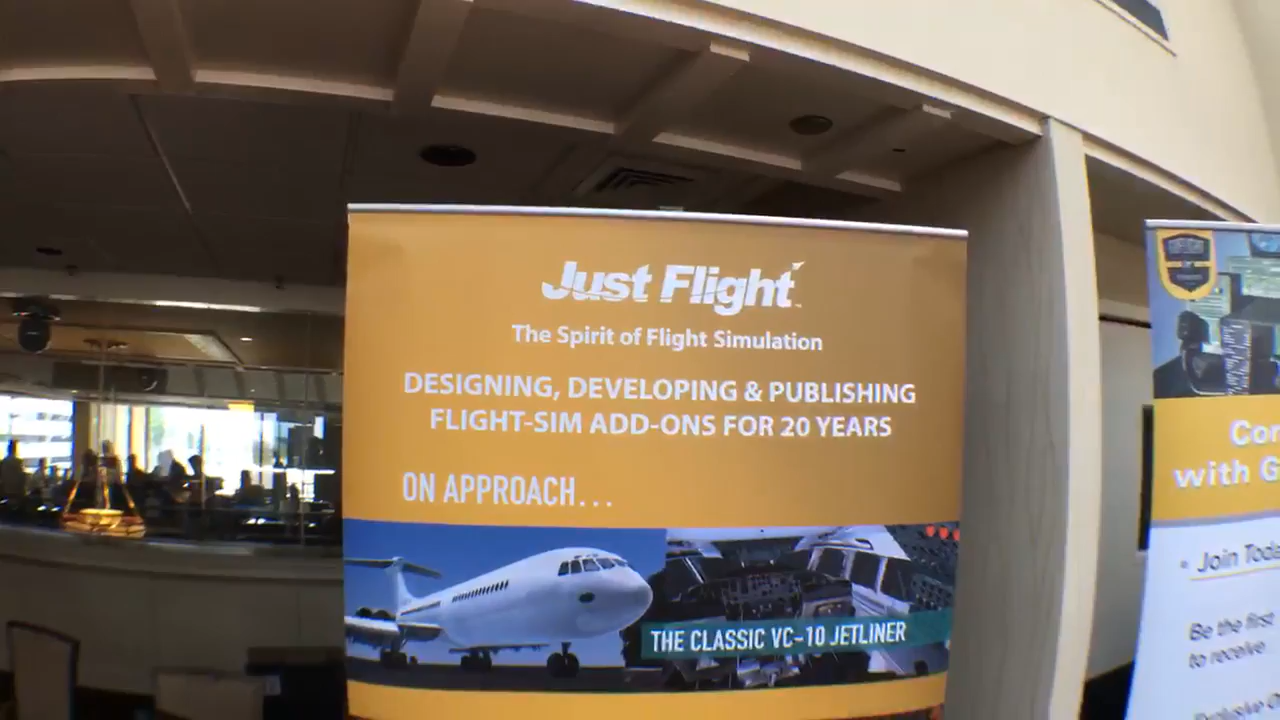 Just Flight
The Spirit of Flight Simulation
DESIGNING, DEVELOPING & PUBLISHING
FLIGHT-SIM ADD-ONS FOR 20 YEARS
ON APPROACH...
THE CLASSIC VC-10 JETLINER
with G
• Join
Be the first
to receive